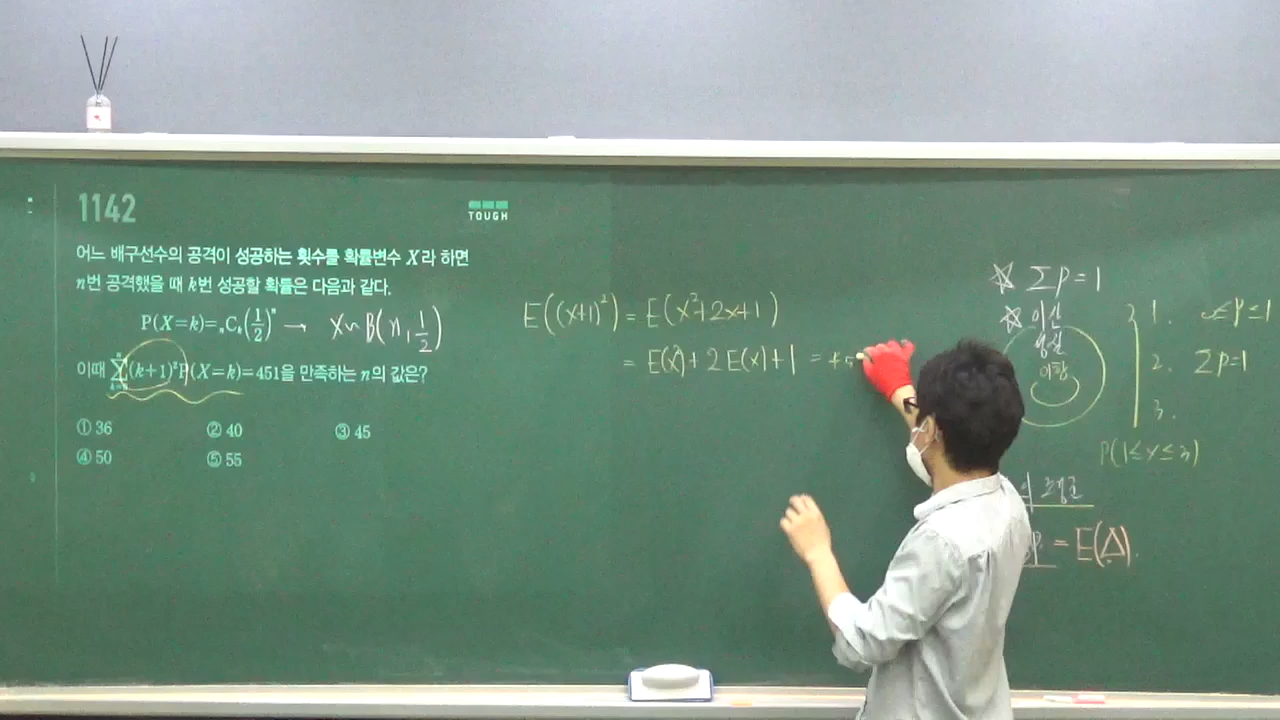 1142
TOUGH
어느 배구선수의 공격이 성공하는 횟수를 확률변수 X라 하면
n번 공격했을 때 k번 성공할 확률은 다음과 같다.
P(X=k)=ₙCₖ(1/2)ⁿ → X~B(n, 1/2)
이때 Σ(k+1)²P(X=k)=451을 만족하는 n의 값은?
① 36 ② 40 ③ 45
④ 50 ⑤ 55
E((x+1)²) = E(x²+2x+1)
= E(x²)+2E(x)+1 =
☆ Σp=1
☆ 이산
이항
1. ≤p≤1
2. Σp=1
3.
= E(△).